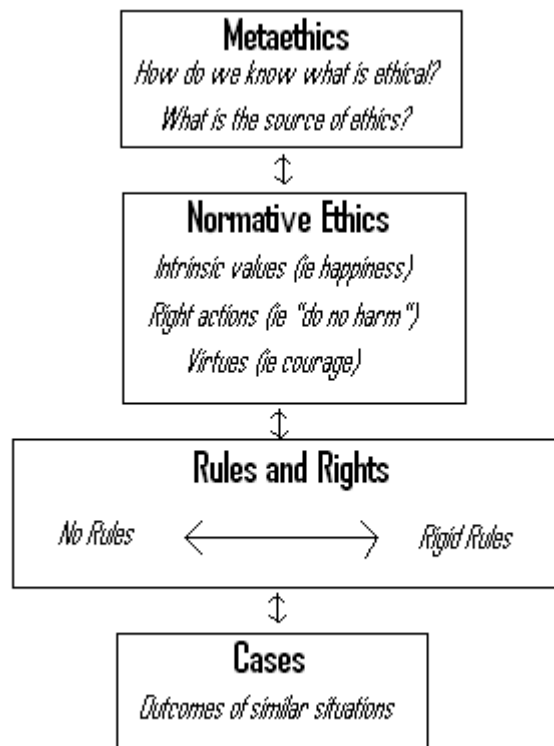 Metaethics
How do we know what is ethical?
What is the source of ethics?
Normative Ethics
Intrinsic values (ie happiness)
Right actions (ie "do no harm")
Virtues (ie courage)
Rules and Rights
No Rules Rigid Rules
Cases
Outcomes of similar situations